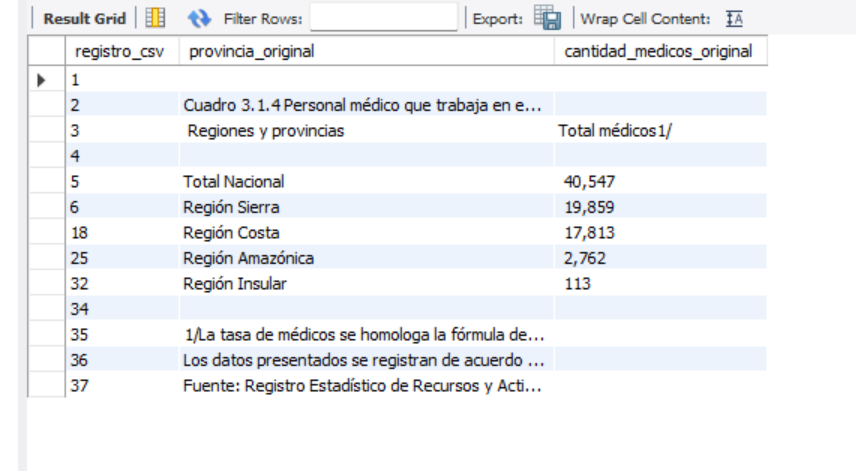 Result Grid Filter Rows: Export: Wrap Cell Content: IA
registro_csv provincia_original cantidad_medicos_original
1
2 Cuadro 3.1.4 Personal médico que trabaja en e...
3 Regiones y provincias Total médicos1/
4
5 Total Nacional 40,547
6 Región Sierra 19,859
18 Región Costa 17,813
25 Región Amazónica 2,762
32 Región Insular 113
34
35 1/La tasa de médicos se homologa la fórmula de...
36 Los datos presentados se registran de acuerdo ...
37 Fuente: Registro Estadístico de Recursos y Acti...